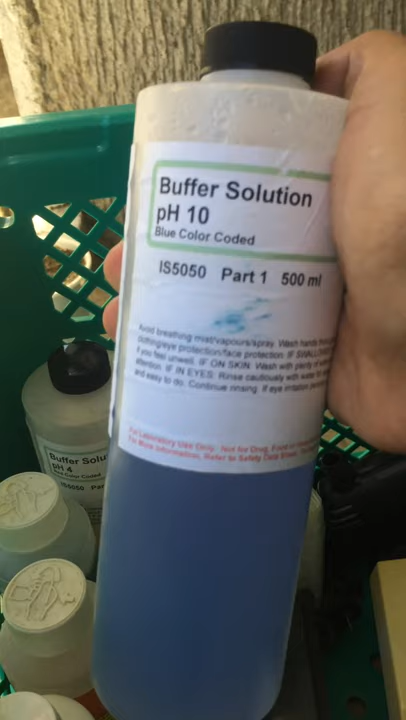 Buffer Solution
pH 10
Blue Color Coded
IS5050 Part 1 500 ml
Avoid breathing mist/vapours/spray. Wash hands
clothing/eye protection/face protection. IF SWALLOWED
if you feel unwell. IF ON SKIN: Wash with plenty of
attention. IF IN EYES: Rinse cautiously with water for
and easy to do. Continue rinsing. If eye irritation
For Laboratory Use Only. Not for Drug, Food or
For More Information, Refer to Safety Data Sheet.
Buffer Solu
pH 4
Color Coded
IS5050